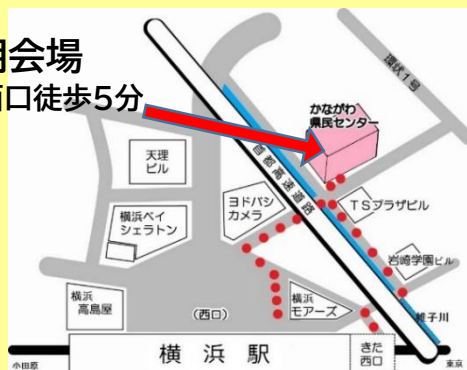 会場
西口徒歩5分
環状1号
かながわ
県民センター
天理
ビル
首都高速道路
ヨドバシ
カメラ
横浜ベイ
シェラトン
TSプラザビル
岩崎学園ビル
横浜
高島屋
(西口)
横浜
モアーズ
帷子川
横浜駅
きた
西口
小田原
東京